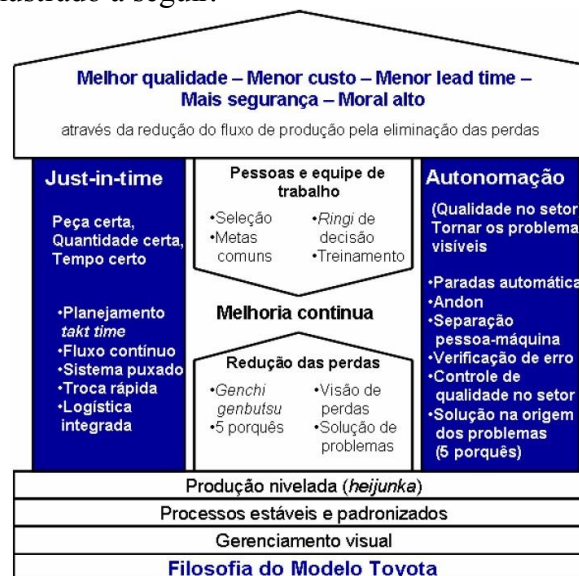 Melhor qualidade – Menor custo – Menor lead time –
Mais segurança – Moral alto
através da redução do fluxo de produção pela eliminação das perdas
Just-in-time
Peça certa,
Quantidade certa,
Tempo certo
•Planejamento
takt time
•Fluxo contínuo
•Sistema puxado
•Troca rápida
•Logística
integrada
Pessoas e equipe de
trabalho
•Seleção
•Metas
comuns
•Ringi de
decisão
•Treinamento
Melhoria continua
Redução das perdas
•Genchi
genbutsu
•5 porquês
•Visão de
perdas
•Solução de
problemas
Autonomação
(Qualidade no setor
Tornar os problema
visíveis
•Paradas automática
•Andon
•Separação
pessoa-máquina
•Verificação de erro
•Controle de
qualidade no setor
•Solução na origem
dos problemas
(5 porquês)
Produção nivelada (heijunka)
Processos estáveis e padronizados
Gerenciamento visual
Filosofia do Modelo Toyota